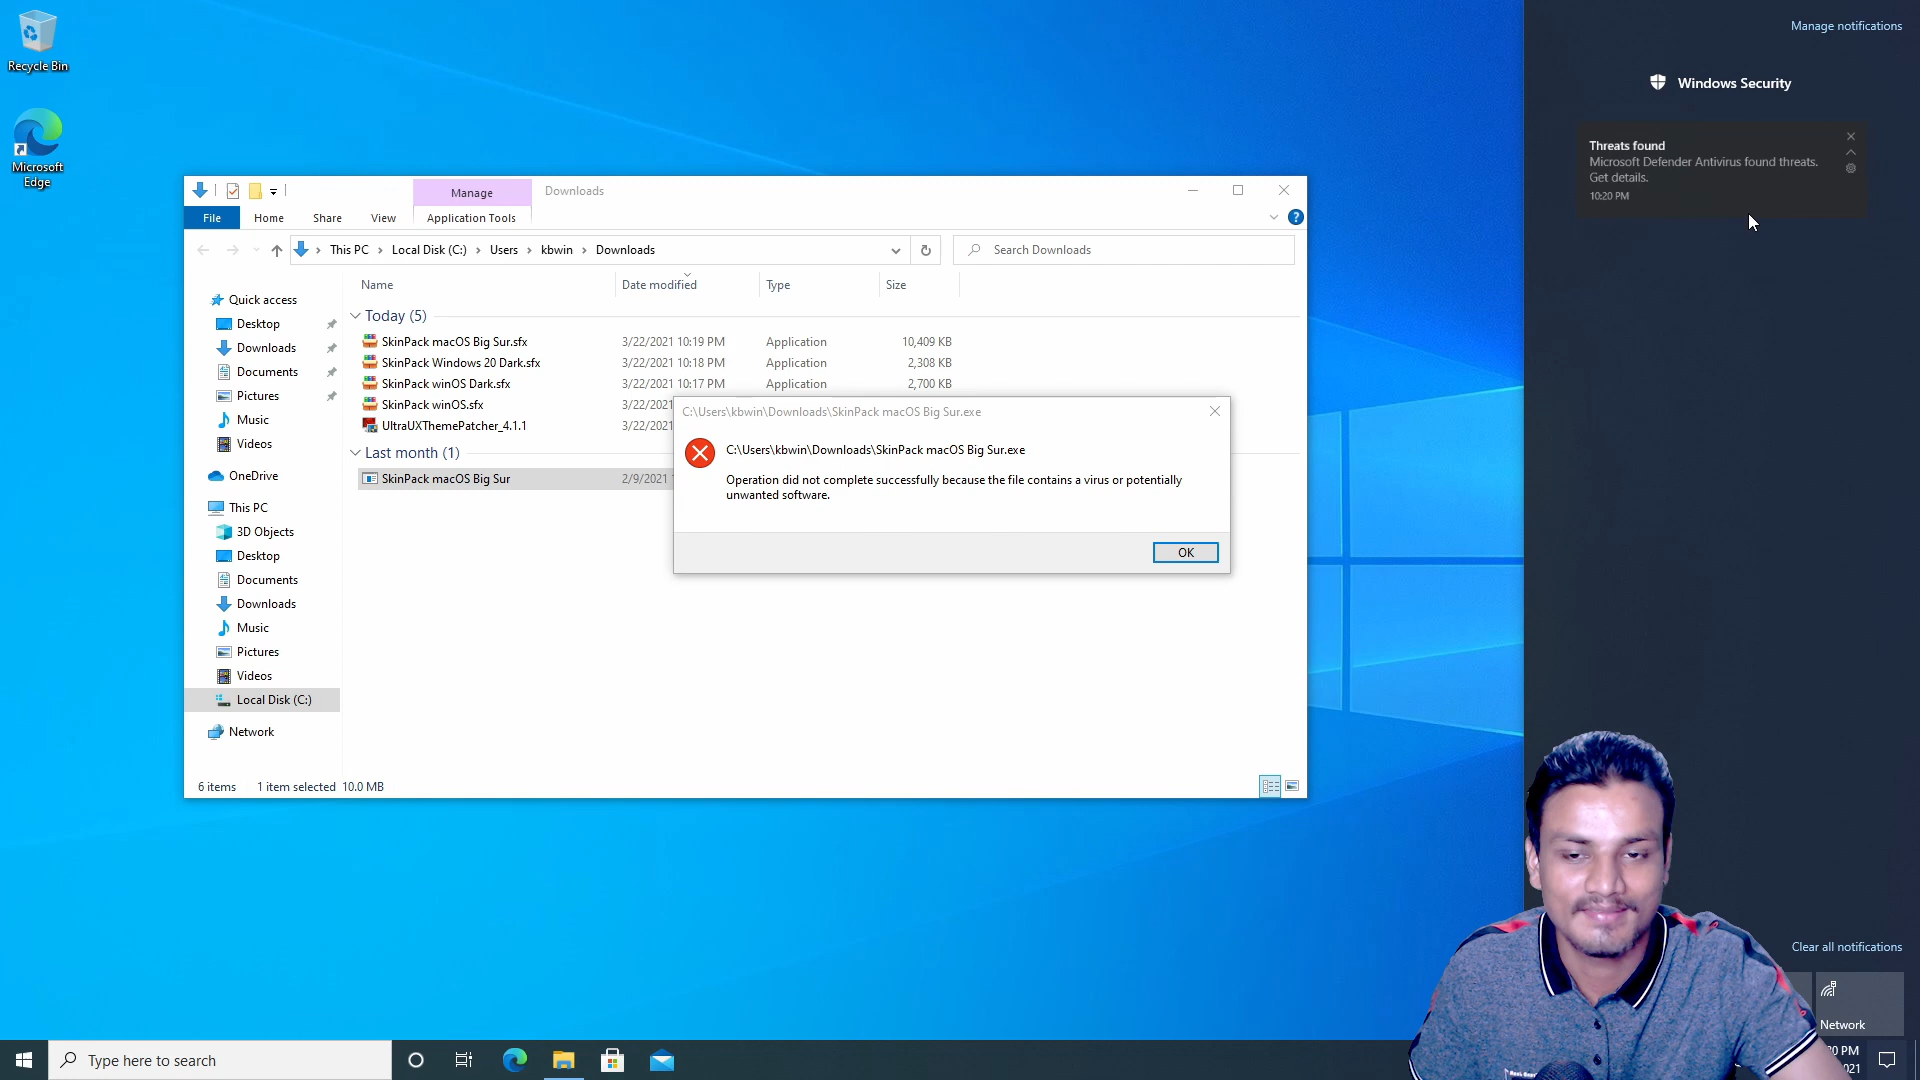 Recycle Bin
Microsoft
Edge
Manage
Downloads
File
Home
Share
View
Application Tools
This PC
Local Disk (C:)
Users
kbwin
Downloads
Search Downloads
Name
Date modified
Type
Size
Quick access
Desktop
Downloads
Documents
Pictures
Music
Videos
OneDrive
This PC
3D Objects
Desktop
Documents
Downloads
Music
Pictures
Videos
Local Disk (C:)
Network
Today (5)
SkinPack macOS Big Sur.sfx 3/22/2021 10:19 PM Application 10,409 KB
SkinPack Windows 20 Dark.sfx 3/22/2021 10:18 PM Application 2,308 KB
SkinPack winOS Dark.sfx 3/22/2021 10:17 PM Application 2,700 KB
SkinPack winOS.sfx 3/22/2021
UltraUXThemePatcher_4.1.1 3/22/2021
Last month (1)
SkinPack macOS Big Sur 2/9/2021
6 items 1 item selected 10.0 MB
C:\Users\kbwin\Downloads\SkinPack macOS Big Sur.exe
C:\Users\kbwin\Downloads\SkinPack macOS Big Sur.exe
Operation did not complete successfully because the file contains a virus or potentially
unwanted software.
OK
Manage notifications
Windows Security
Threats found
Microsoft Defender Antivirus found threats.
Get details.
10:20 PM
Clear all notifications
Network
Type here to search
20 PM
021